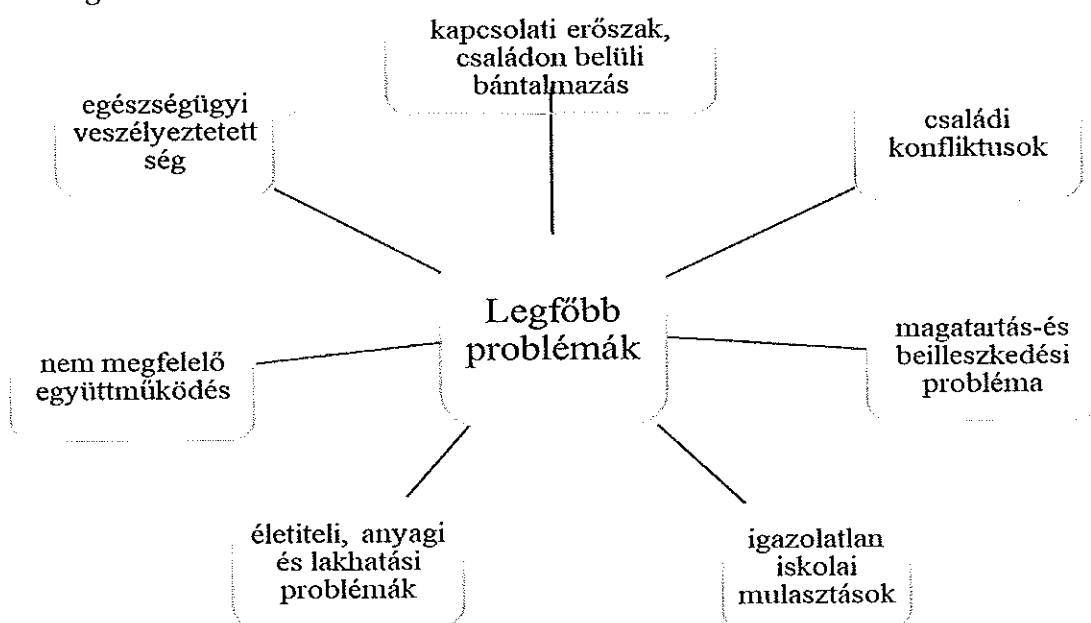 kapcsolati erőszak,
családon belüli
bántalmazás
egészségügyi
veszélyeztetett
ség
családi
konfliktusok
Legfőbb
problémák
magatartás-és
beilleszkedési
probléma
nem megfelelő
együttműködés
életiteli, anyagi
és lakhatási
problémák
igazolatlan
iskolai
mulasztások